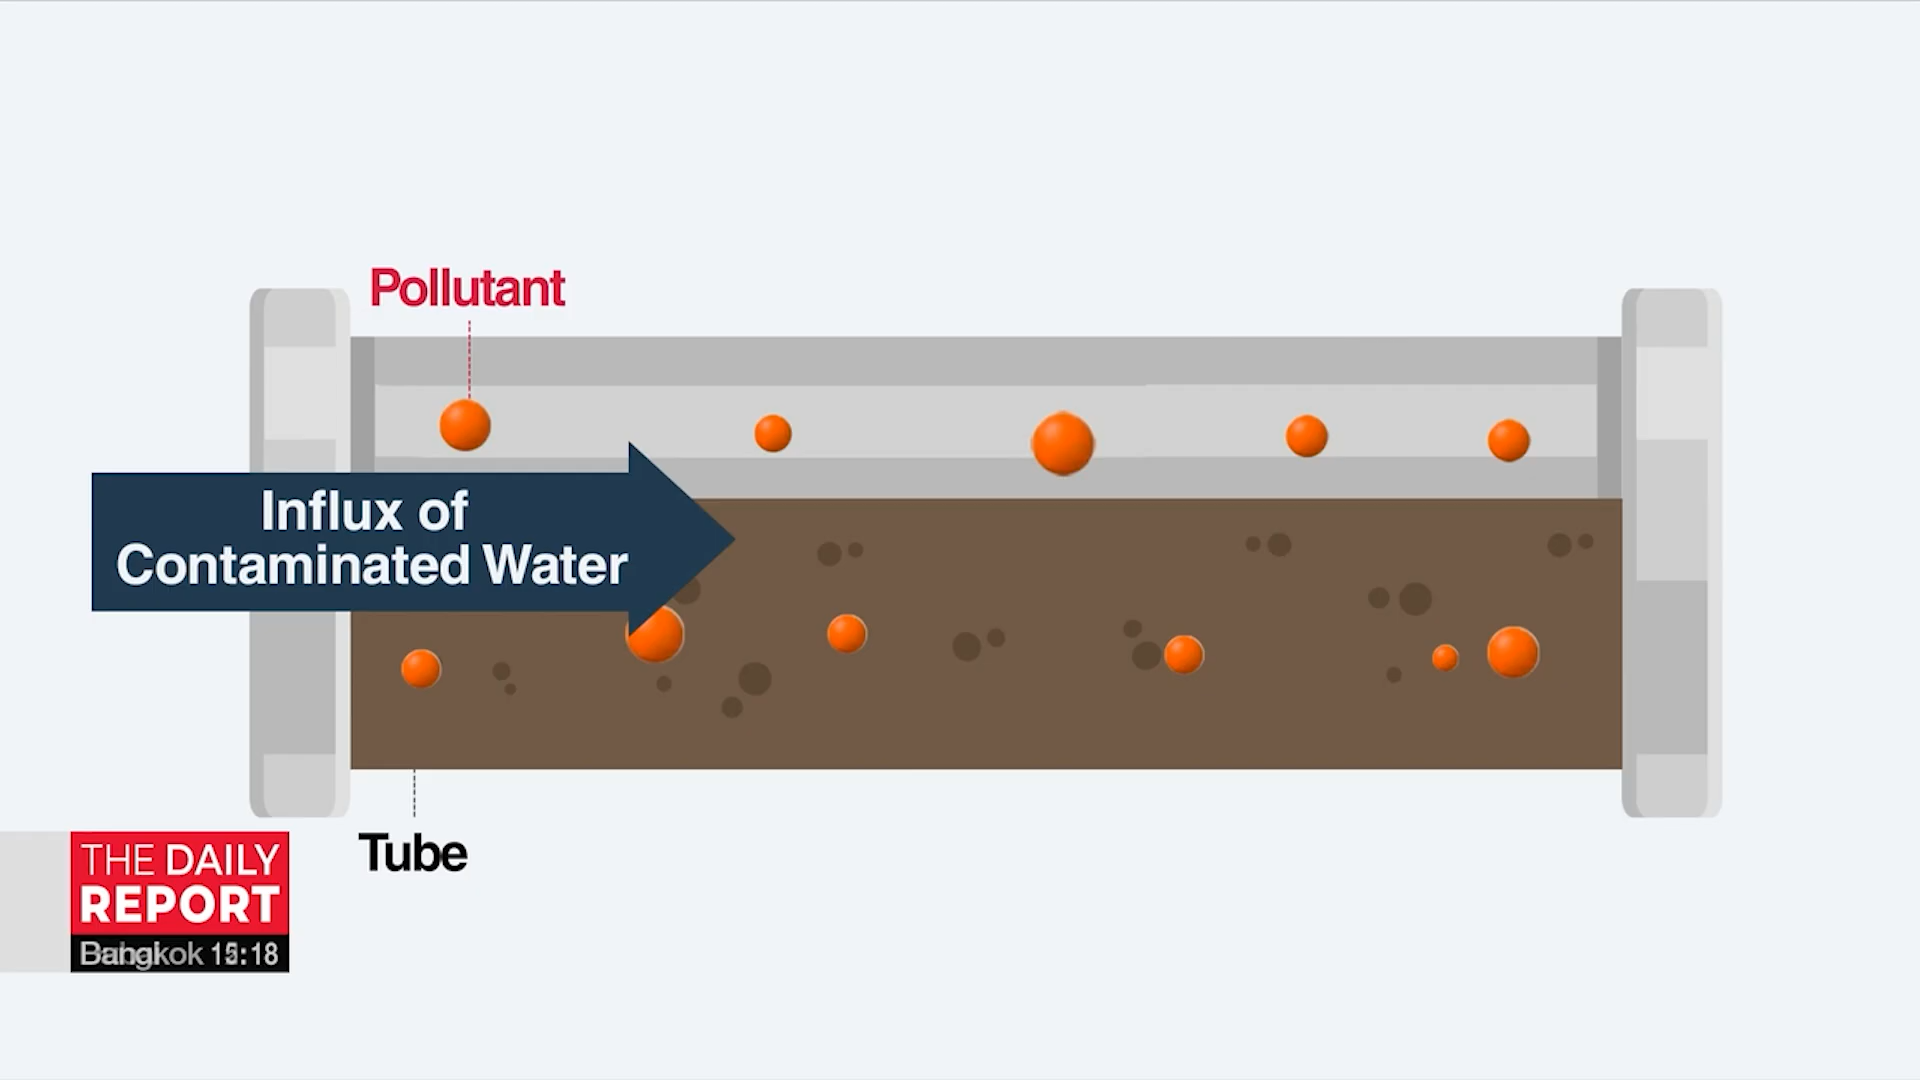 Pollutant
Influx of
Contaminated Water
Tube
THE DAILY
REPORT